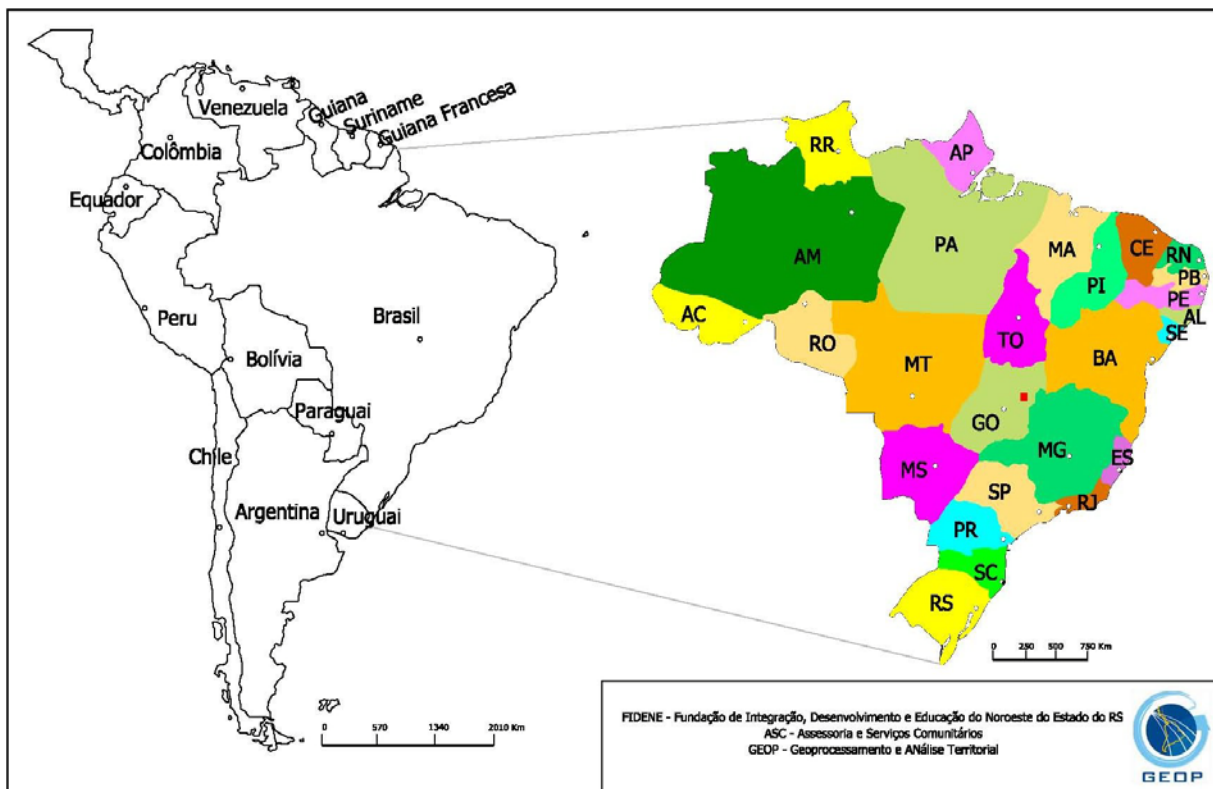 Venezuela
Guiana
Suriname
Guiana Francesa
Colômbia
Equador
Peru
Brasil
Bolívia
Paraguai
Chile
Argentina
Uruguai
0 570 1340 2010 Km
RR
AP
AM
PA
MA
CE
RN
PB
PE
AL
SE
PI
AC
RO
TO
MT
BA
GO
MG
ES
MS
SP
RJ
PR
SC
RS
0 250 500 750 Km
FIDENE - Fundação de Integração, Desenvolvimento e Educação do Noroeste do Estado do RS
ASC - Assessoria e Serviços Comunitários
GEOP - Geoprocessamento e ANálise Territorial
GEOP